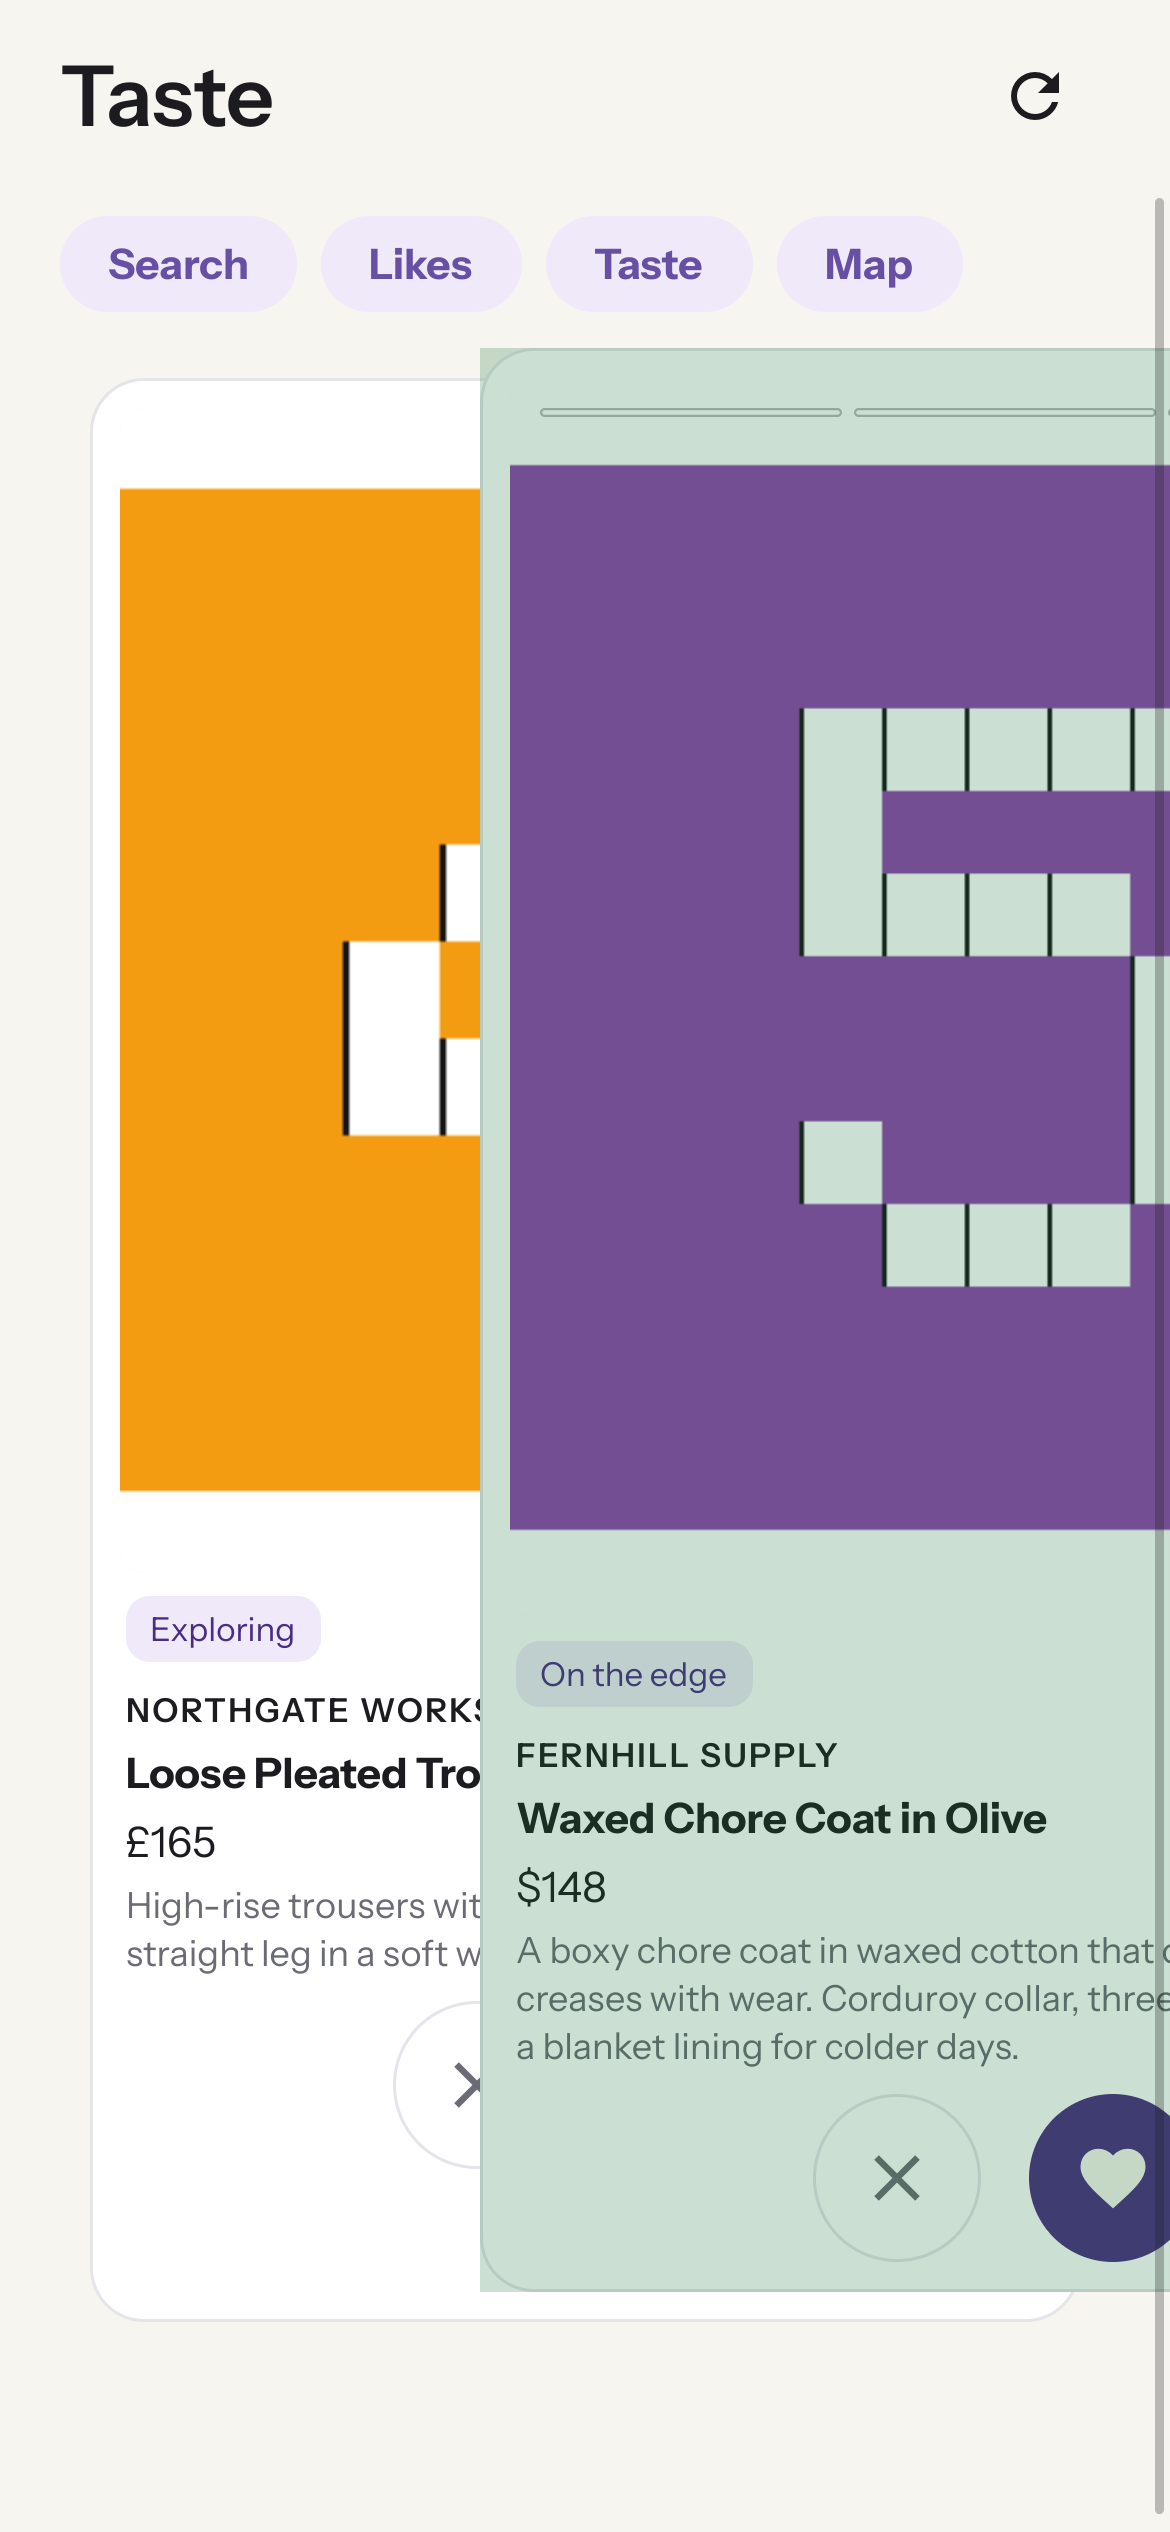 Taste
Search
Likes
Taste
Map
Exploring
NORTHGATE WORKS
Loose Pleated Tro
£165
High-rise trousers wit
straight leg in a soft w
On the edge
FERNHILL SUPPLY
Waxed Chore Coat in Olive
$148
A boxy chore coat in waxed cotton that
creases with wear. Corduroy collar, three
a blanket lining for colder days.